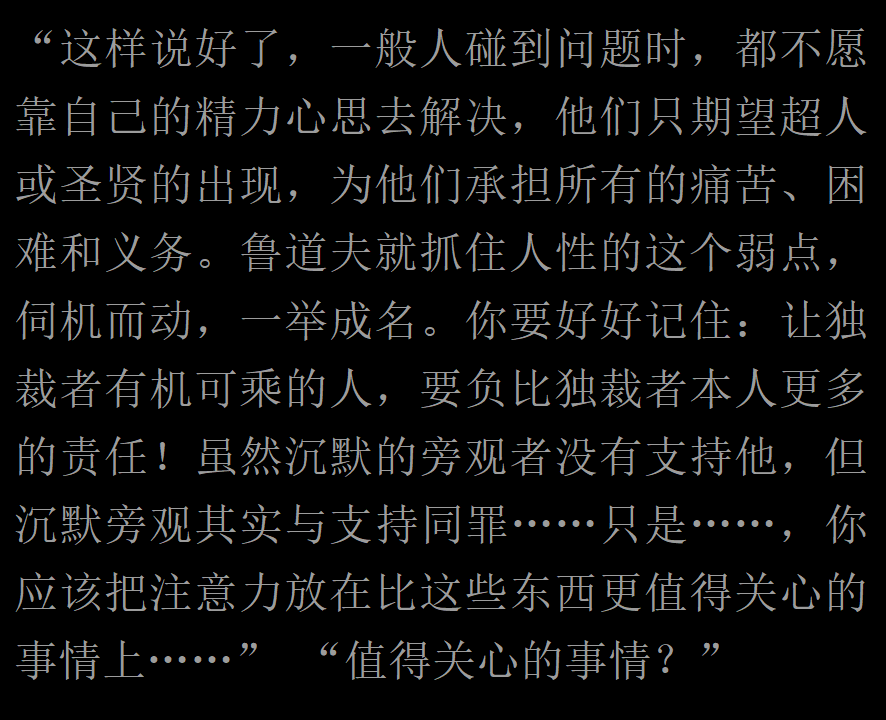 “这样说好了，一般人碰到问题时，都不愿
靠自己的精力心思去解决，他们只期望超人
或圣贤的出现，为他们承担所有的痛苦、困
难和义务。鲁道夫就抓住人性的这个弱点，
伺机而动，一举成名。你要好好记住：让独
裁者有机可乘的人，要负比独裁者本人更多
的责任！虽然沉默的旁观者没有支持他，但
沉默旁观其实与支持同罪……只是……，你
应该把注意力放在比这些东西更值得关心的
事情上……” “值得关心的事情？”